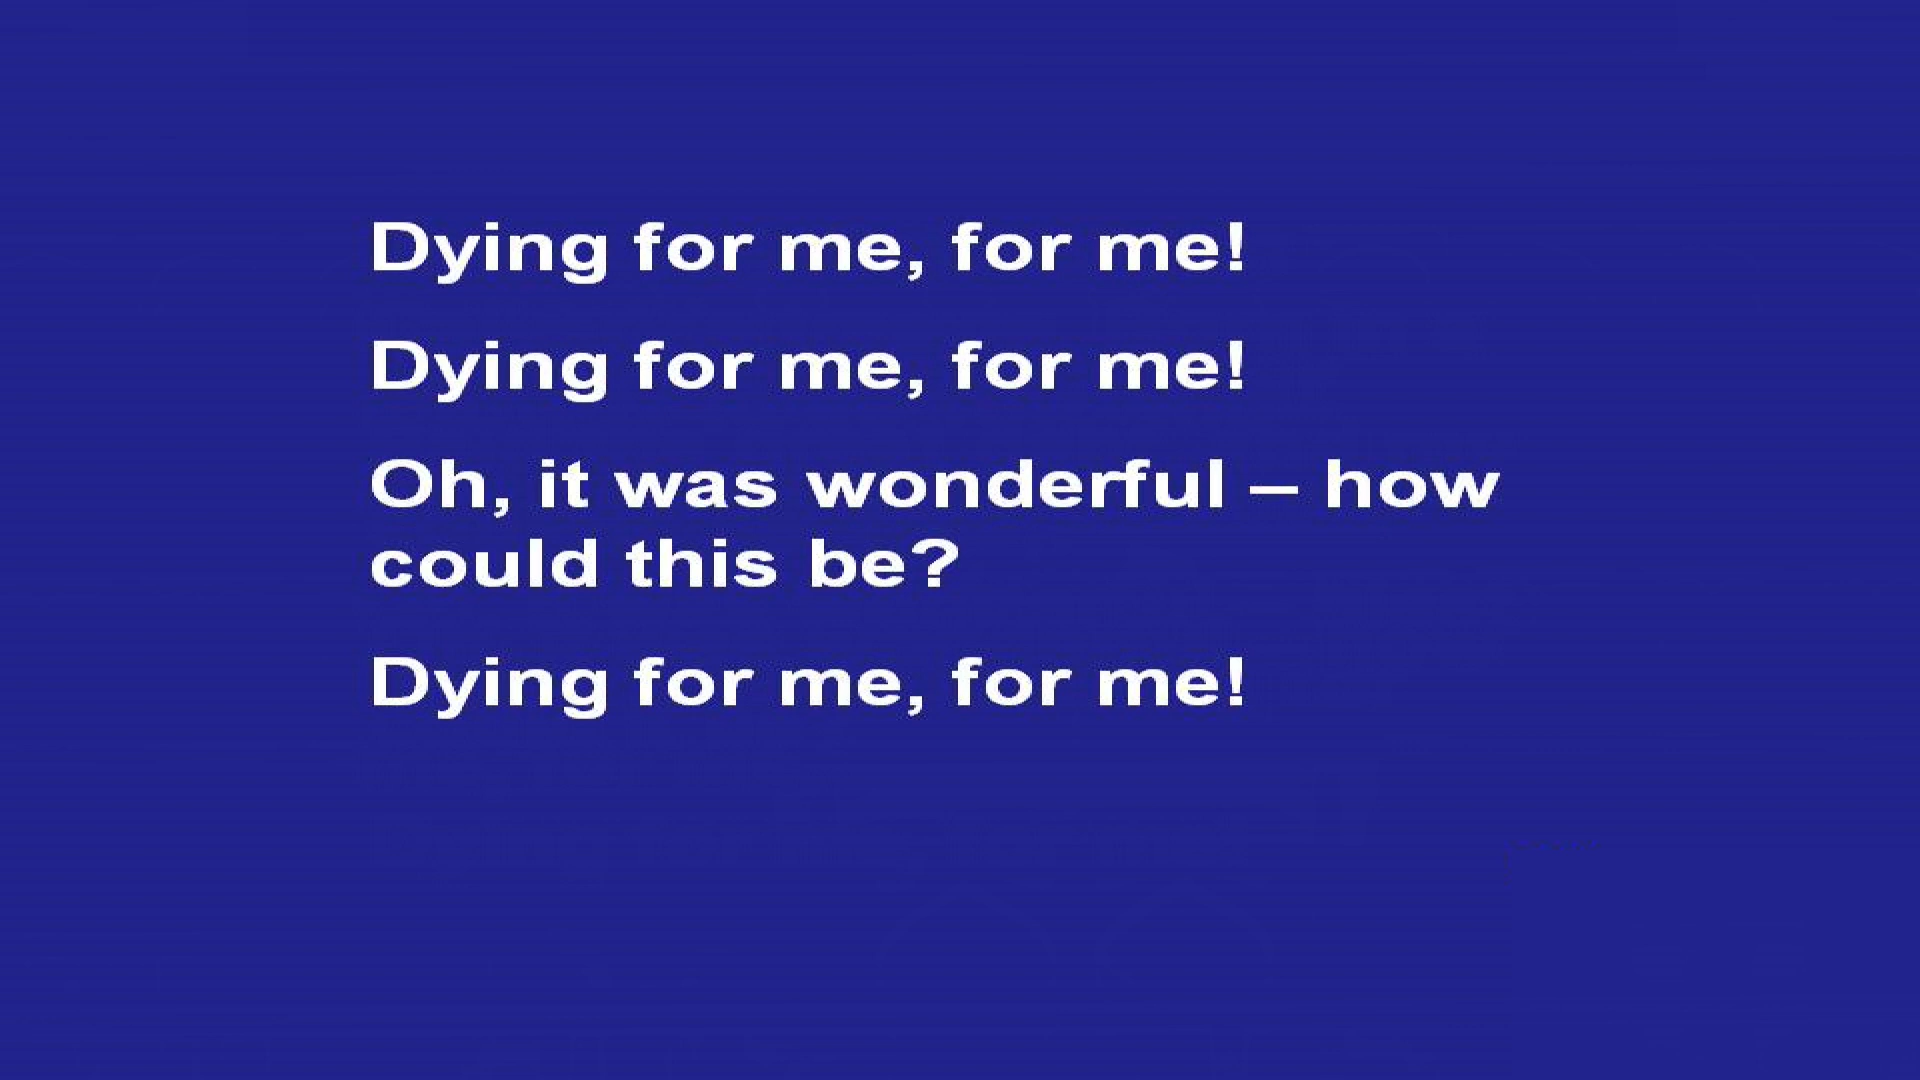 Dying for me, for me!
Dying for me, for me!
Oh, it was wonderful – how
could this be?
Dying for me, for me!